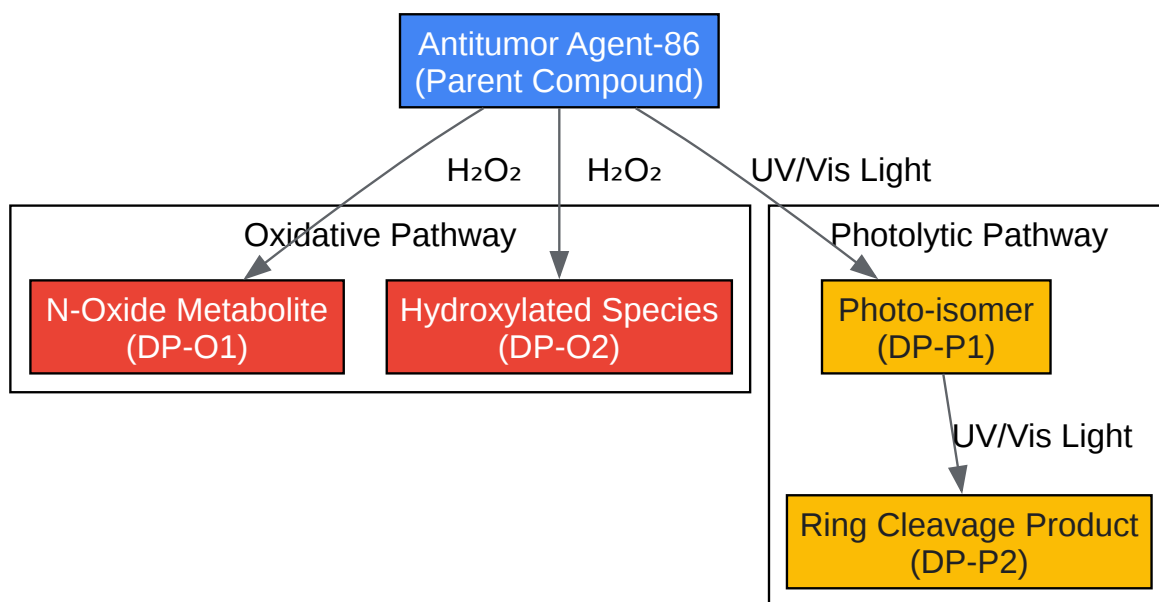 Antitumor Agent-86
(Parent Compound)
H₂O₂
H₂O₂
UV/Vis Light
Oxidative Pathway
Photolytic Pathway
N-Oxide Metabolite
(DP-O1)
Hydroxylated Species
(DP-O2)
Photo-isomer
(DP-P1)
UV/Vis Light
Ring Cleavage Product
(DP-P2)